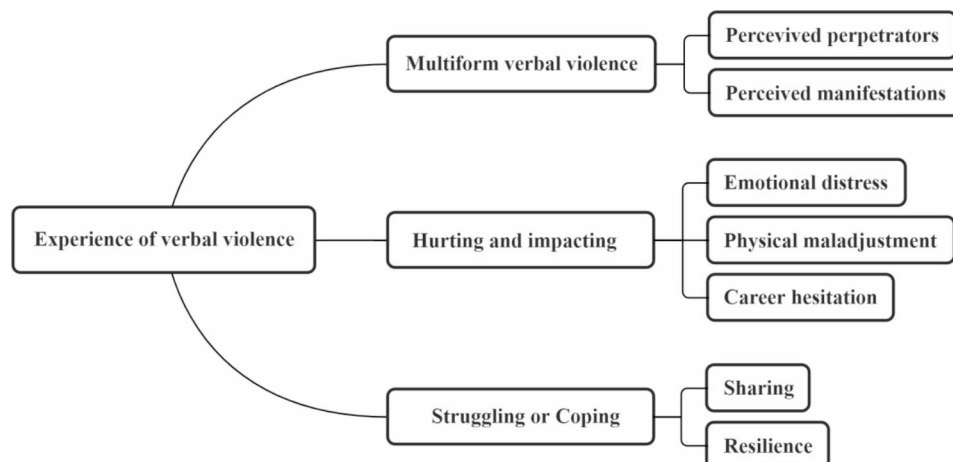 Percevived perpetrators
Multiform verbal violence
Perceived manifestations
Emotional distress
Experience of verbal violence
Hurting and impacting
Physical maladjustment
Career hesitation
Sharing
Struggling or Coping
Resilience